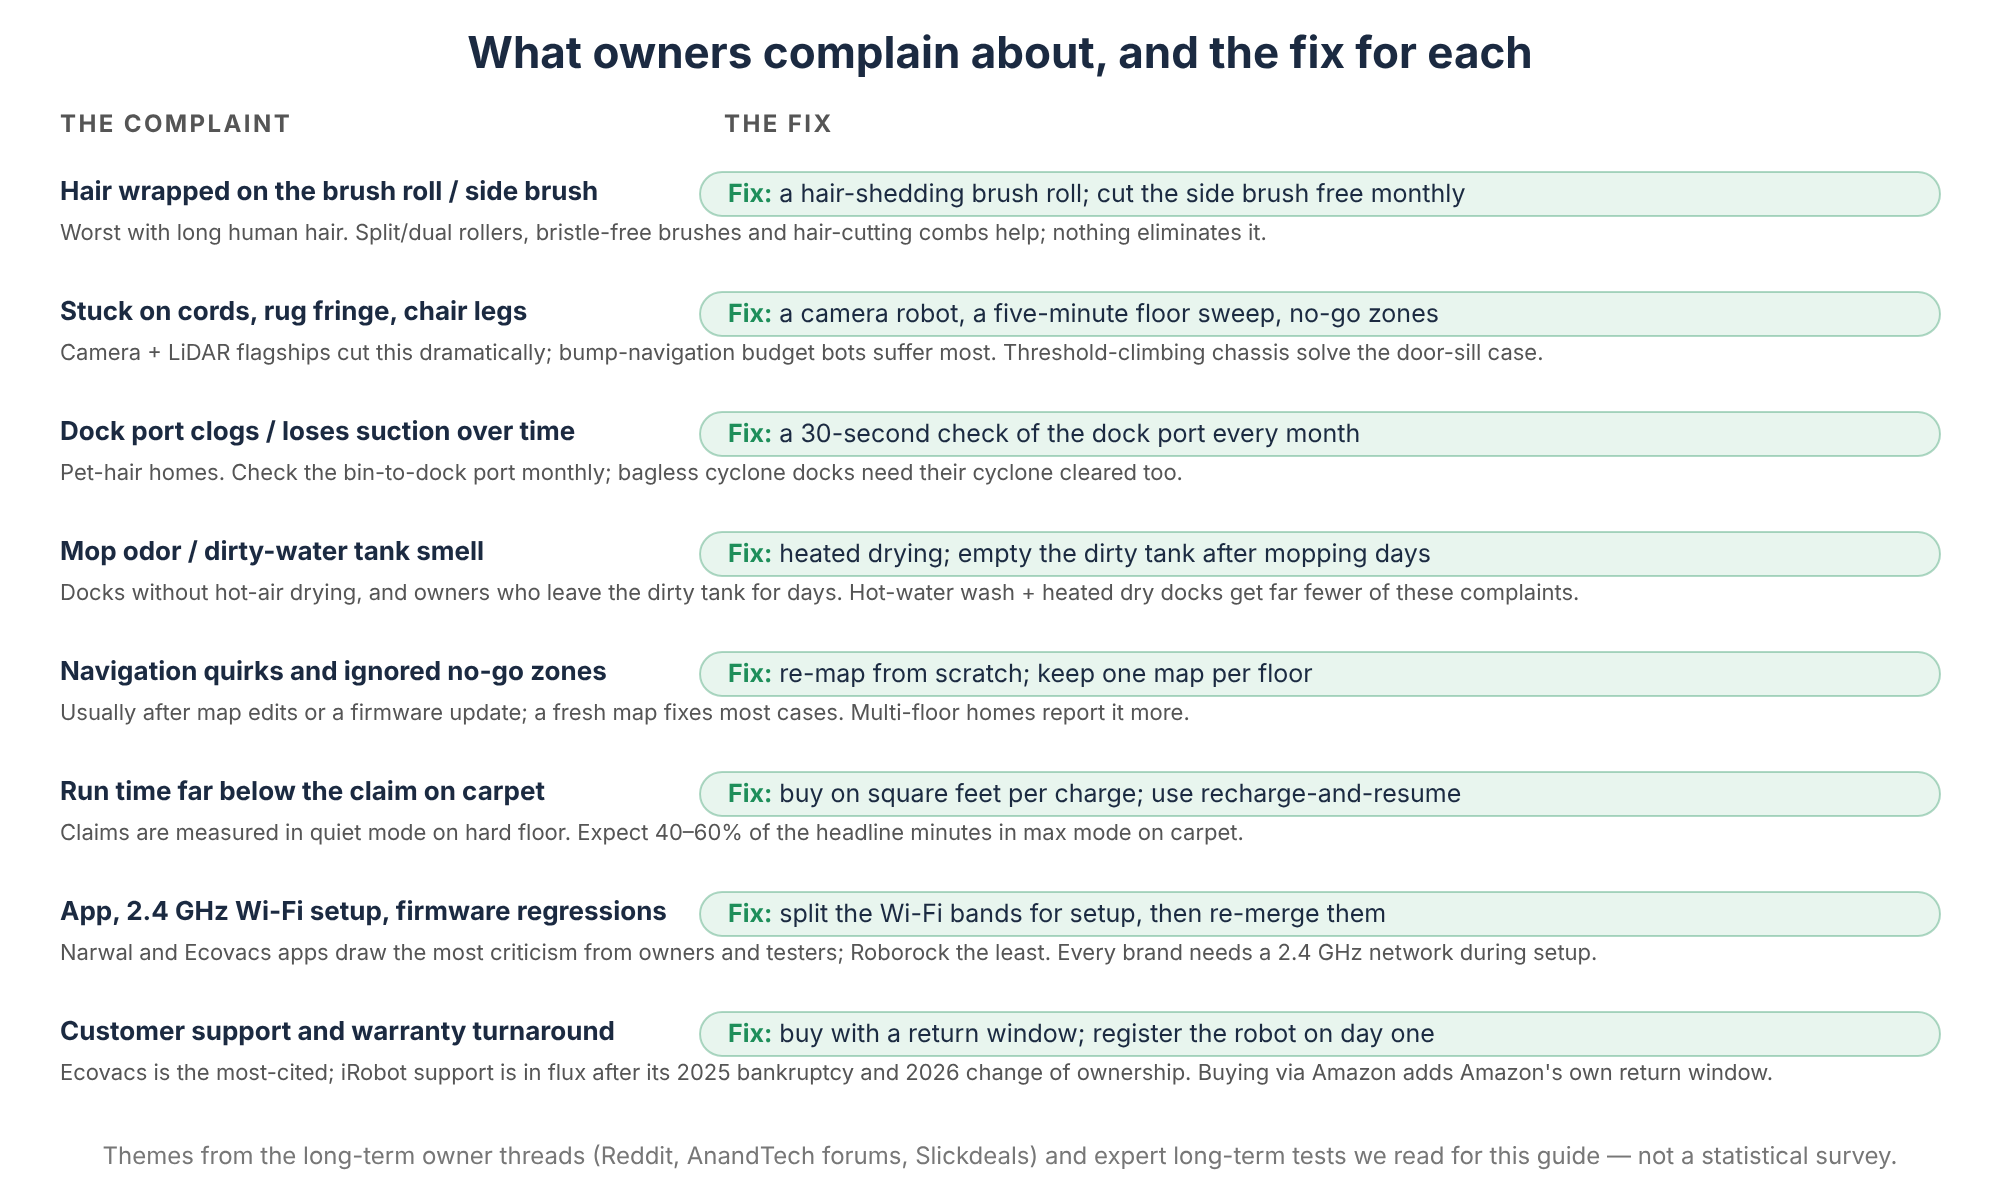 What owners complain about, and the fix for each
THE COMPLAINT
THE FIX
Hair wrapped on the brush roll / side brush
Fix: a hair-shedding brush roll; cut the side brush free monthly
Worst with long human hair. Split/dual rollers, bristle-free brushes and hair-cutting combs help; nothing eliminates it.
Stuck on cords, rug fringe, chair legs
Fix: a camera robot, a five-minute floor sweep, no-go zones
Camera + LiDAR flagships cut this dramatically; bump-navigation budget bots suffer most. Threshold-climbing chassis solve the door-sill case.
Dock port clogs / loses suction over time
Fix: a 30-second check of the dock port every month
Pet-hair homes. Check the bin-to-dock port monthly; bagless cyclone docks need their cyclone cleared too.
Mop odor / dirty-water tank smell
Fix: heated drying; empty the dirty tank after mopping days
Docks without hot-air drying, and owners who leave the dirty tank for days. Hot-water wash + heated dry docks get far fewer of these complaints.
Navigation quirks and ignored no-go zones
Fix: re-map from scratch; keep one map per floor
Usually after map edits or a firmware update; a fresh map fixes most cases. Multi-floor homes report it more.
Run time far below the claim on carpet
Fix: buy on square feet per charge; use recharge-and-resume
Claims are measured in quiet mode on hard floor. Expect 40–60% of the headline minutes in max mode on carpet.
App, 2.4 GHz Wi-Fi setup, firmware regressions
Fix: split the Wi-Fi bands for setup, then re-merge them
Narwal and Ecovacs apps draw the most criticism from owners and testers; Roborock the least. Every brand needs a 2.4 GHz network during setup.
Customer support and warranty turnaround
Fix: buy with a return window; register the robot on day one
Ecovacs is the most-cited; iRobot support is in flux after its 2025 bankruptcy and 2026 change of ownership. Buying via Amazon adds Amazon's own return window.
Themes from the long-term owner threads (Reddit, AnandTech forums, Slickdeals) and expert long-term tests we read for this guide — not a statistical survey.